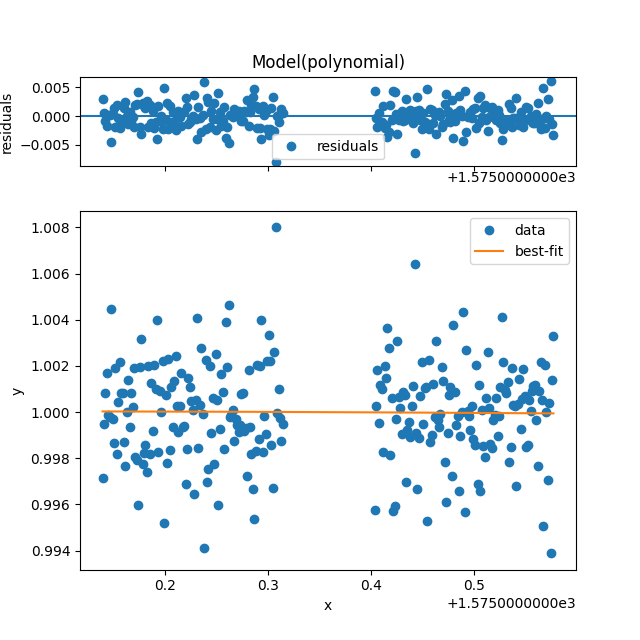 Model(polynomial)
0.005
0.000
−0.005
residuals
residuals
+1.5750000000e3
1.008
1.006
1.004
1.002
1.000
0.998
0.996
0.994
y
data
best-fit
0.2 0.3 0.4 0.5
+1.5750000000e3
x